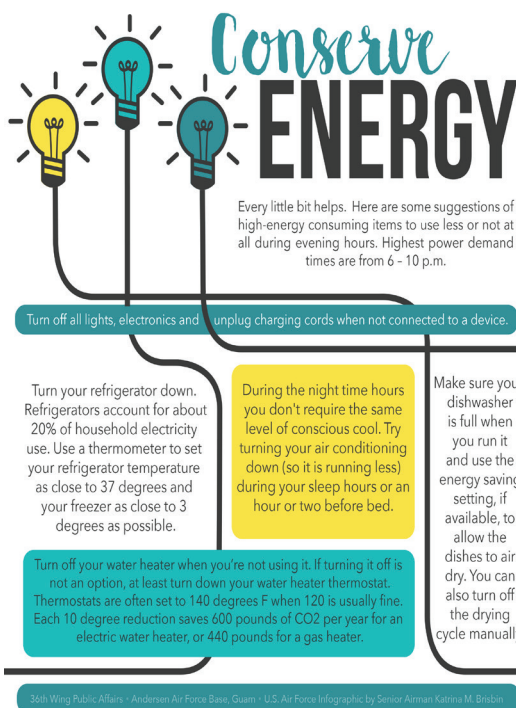 Conserve
ENERGY
Every little bit helps. Here are some suggestions of
high-energy consuming items to use less or not at
all during evening hours. Highest power demand
times are from 6 - 10 p.m.
Turn off all lights, electronics and unplug charging cords when not connected to a device.
Turn your refrigerator down.
Refrigerators account for about
20% of household electricity
use. Use a thermometer to set
your refrigerator temperature
as close to 37 degrees and
your freezer as close to 3
degrees as possible.
During the night time hours
you don't require the same
level of conscious cool. Try
turning your air conditioning
down (so it is running less)
during your sleep hours or an
hour or two before bed.
Make sure you
dishwasher
is full when
you run it
and use the
energy saving
setting, if
available, to
allow the
dishes to air
dry. You can
also turn off
the drying
cycle manuall
Turn off your water heater when you're not using it. If turning it off is
not an option, at least turn down your water heater thermostat.
Thermostats are often set to 140 degrees F when 120 is usually fine.
Each 10 degree reduction saves 600 pounds of CO2 per year for an
electric water heater, or 440 pounds for a gas heater.
36th Wing Public Affairs · Andersen Air Force Base, Guam · U.S. Air Force Infographic by Senior Airman Katrina M. Brisbin